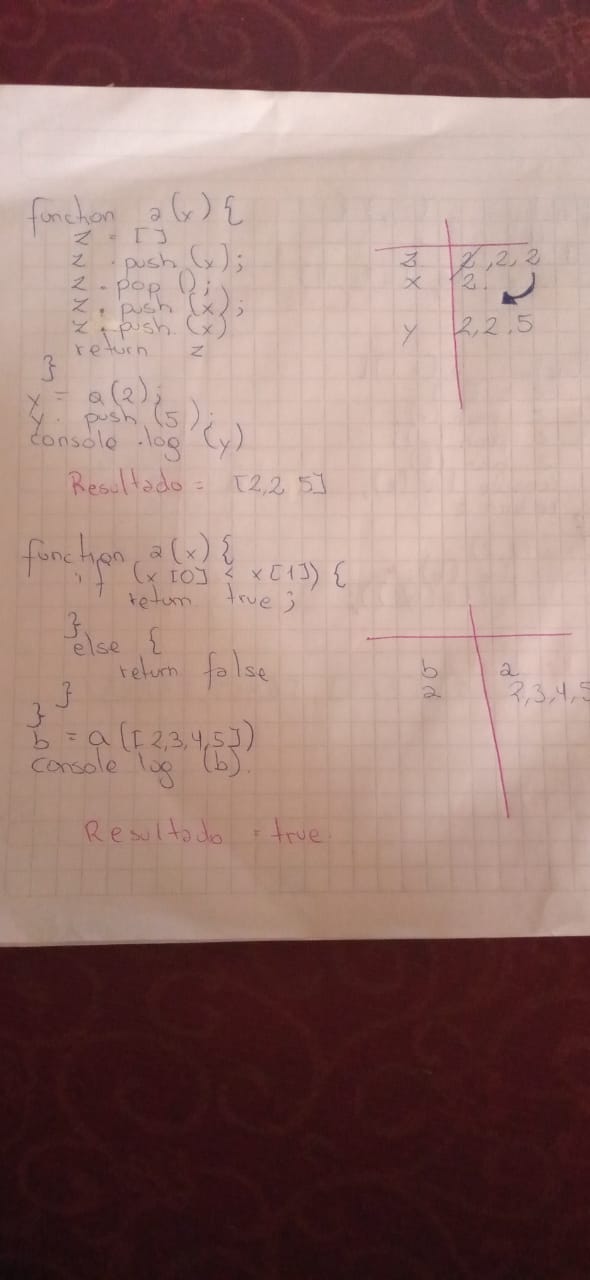 function a(x) {
z = []
z . push (x);
z . pop ();
z . push (x);
z . push (x)
return z
}
y = a(2);
y . push (5);
console .log (y)
Resultado = [2,2 5]
z 2,2,2
x 2.
y 2,2.5
function a(x) {
if (x [0] < x [1]) {
return true ;
}
else {
return false
}
}
b = a ([2,3,4,5])
console log (b).
Resultado = true.
b a
a 2,3,4,5